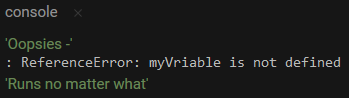 console ×
'Oopsies -'
: ReferenceError: myVriable is not defined
'Runs no matter what'